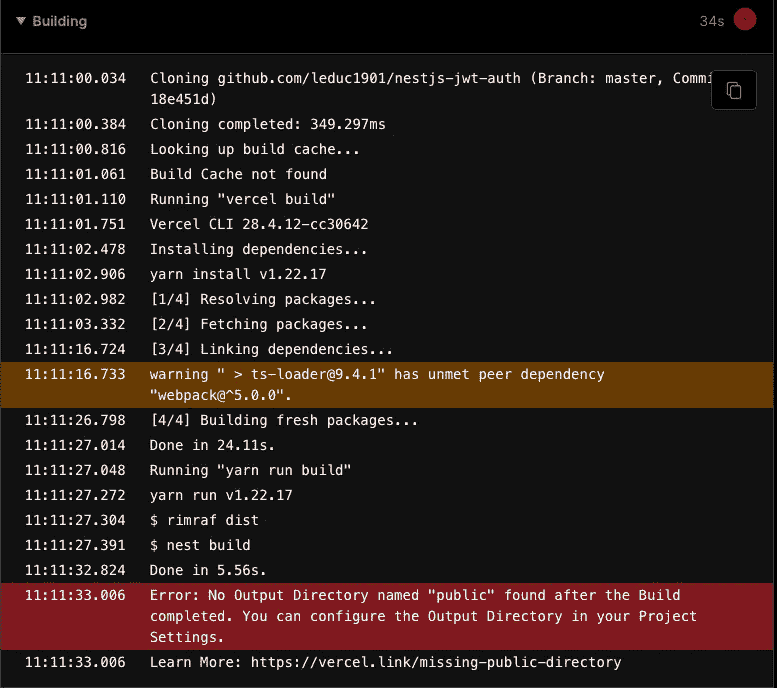 ▼ Building 34s
11:11:00.034 Cloning github.com/leduc1901/nestjs-jwt-auth (Branch: master, Commi
18e451d)
11:11:00.384 Cloning completed: 349.297ms
11:11:00.816 Looking up build cache...
11:11:01.061 Build Cache not found
11:11:01.110 Running "vercel build"
11:11:01.751 Vercel CLI 28.4.12-cc30642
11:11:02.478 Installing dependencies...
11:11:02.906 yarn install v1.22.17
11:11:02.982 [1/4] Resolving packages...
11:11:03.332 [2/4] Fetching packages...
11:11:16.724 [3/4] Linking dependencies...
11:11:16.733 warning " > ts-loader@9.4.1" has unmet peer dependency
"webpack@^5.0.0".
11:11:26.798 [4/4] Building fresh packages...
11:11:27.014 Done in 24.11s.
11:11:27.048 Running "yarn run build"
11:11:27.272 yarn run v1.22.17
11:11:27.304 $ rimraf dist
11:11:27.391 $ nest build
11:11:32.824 Done in 5.56s.
11:11:33.006 Error: No Output Directory named "public" found after the Build
completed. You can configure the Output Directory in your Project
Settings.
11:11:33.006 Learn More: https://vercel.link/missing-public-directory